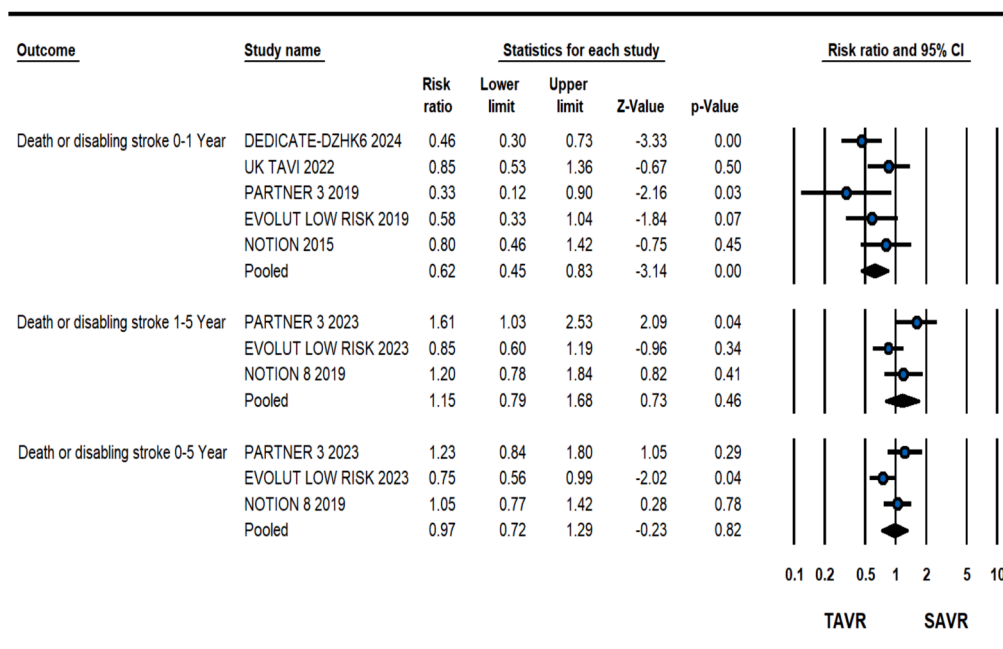 Outcome Study name Statistics for each study Risk ratio and 95% CI
Risk ratio Lower limit Upper limit Z-Value p-Value
Death or disabling stroke 0-1 Year DEDICATE-DZHK6 2024 0.46 0.30 0.73 -3.33 0.00
UK TAVI 2022 0.85 0.53 1.36 -0.67 0.50
PARTNER 3 2019 0.33 0.12 0.90 -2.16 0.03
EVOLUT LOW RISK 2019 0.58 0.33 1.04 -1.84 0.07
NOTION 2015 0.80 0.46 1.42 -0.75 0.45
Pooled 0.62 0.45 0.83 -3.14 0.00
Death or disabling stroke 1-5 Year PARTNER 3 2023 1.61 1.03 2.53 2.09 0.04
EVOLUT LOW RISK 2023 0.85 0.60 1.19 -0.96 0.34
NOTION 8 2019 1.20 0.78 1.84 0.82 0.41
Pooled 1.15 0.79 1.68 0.73 0.46
Death or disabling stroke 0-5 Year PARTNER 3 2023 1.23 0.84 1.80 1.05 0.29
EVOLUT LOW RISK 2023 0.75 0.56 0.99 -2.02 0.04
NOTION 8 2019 1.05 0.77 1.42 0.28 0.78
Pooled 0.97 0.72 1.29 -0.23 0.82
0.1 0.2 0.5 1 2 5 10
TAVR SAVR